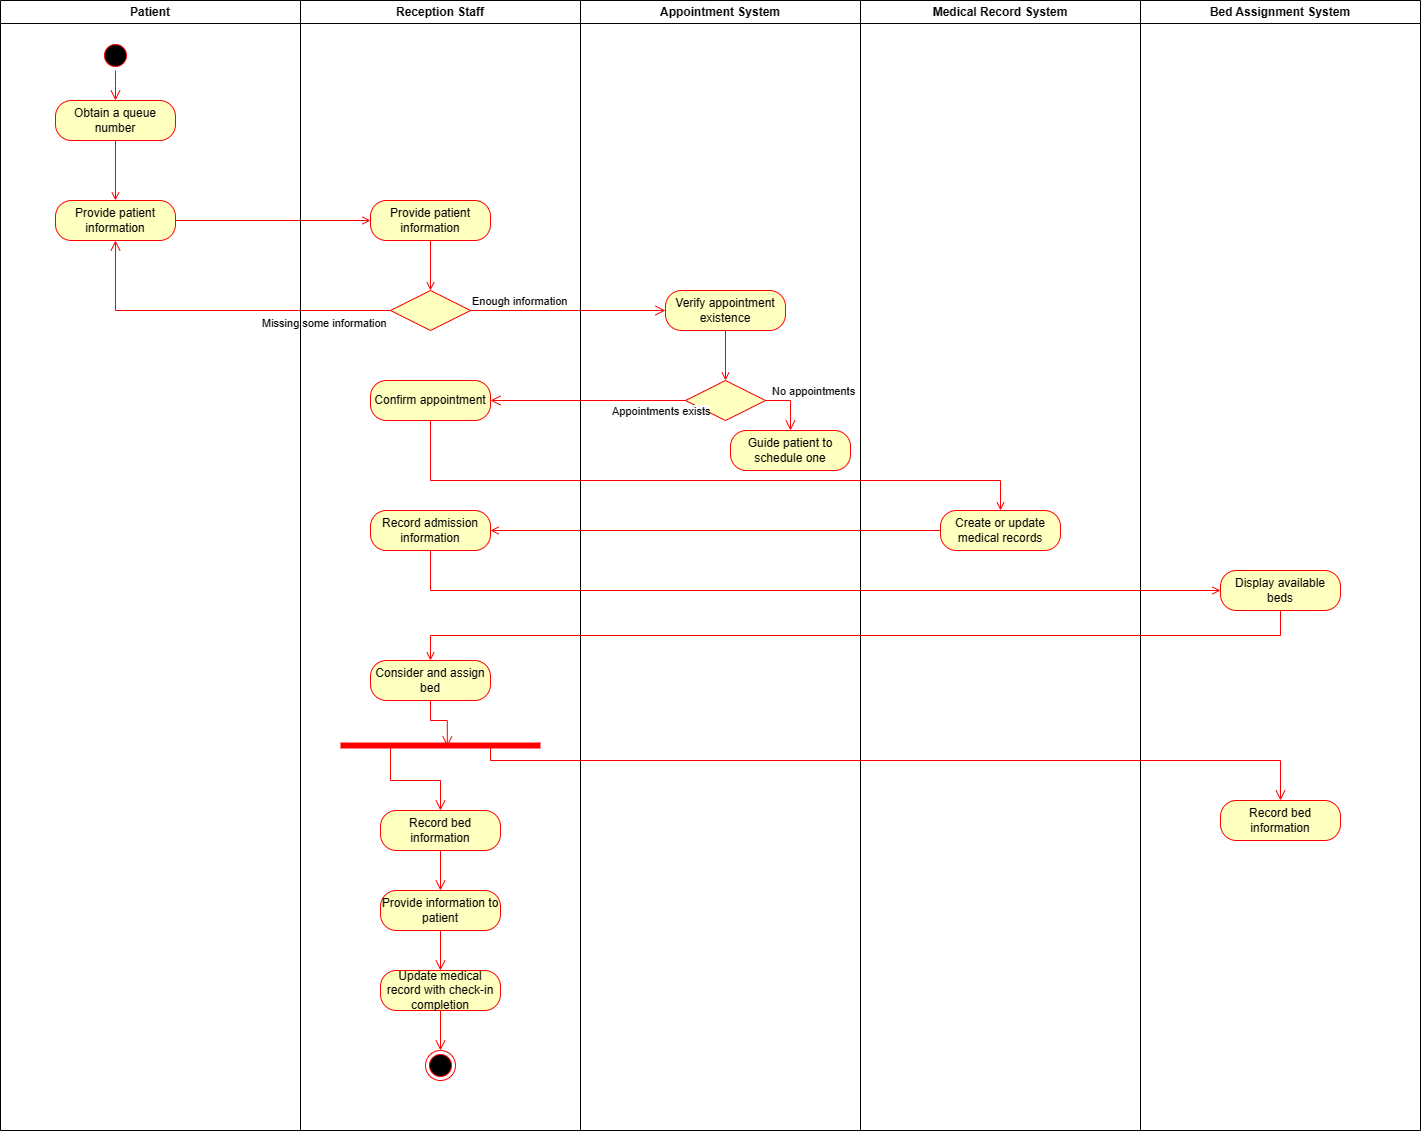 Patient
Reception Staff
Appointment System
Medical Record System
Bed Assignment System
Obtain a queue
number
Provide patient
information
Provide patient
information
Enough information
Missing some information
Verify appointment
existence
No appointments
Appointments exists
Confirm appointment
Guide patient to
schedule one
Record admission
information
Create or update
medical records
Display available
beds
Consider and assign
bed
Record bed
information
Record bed
information
Provide information to
patient
Update medical
record with check-in
completion